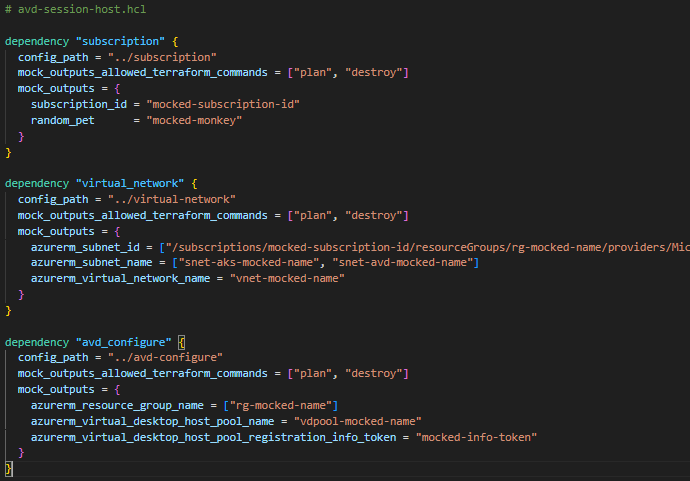 # avd-session-host.hcl
dependency "subscription" {
config_path = "../subscription"
mock_outputs_allowed_terraform_commands = ["plan", "destroy"]
mock_outputs = {
subscription_id = "mocked-subscription-id"
random_pet      = "mocked-monkey"
}
}
dependency "virtual_network" {
config_path = "../virtual-network"
mock_outputs_allowed_terraform_commands = ["plan", "destroy"]
mock_outputs = {
azurerm_subnet_id = ["/subscriptions/mocked-subscription-id/resourceGroups/rg-mocked-name/providers/Mic
azurerm_subnet_name = ["snet-aks-mocked-name", "snet-avd-mocked-name"]
azurerm_virtual_network_name = "vnet-mocked-name"
}
}
dependency "avd_configure" {
config_path = "../avd-configure"
mock_outputs_allowed_terraform_commands = ["plan", "destroy"]
mock_outputs = {
azurerm_resource_group_name = ["rg-mocked-name"]
azurerm_virtual_desktop_host_pool_name = "vdpool-mocked-name"
azurerm_virtual_desktop_host_pool_registration_info_token = "mocked-info-token"
}
}